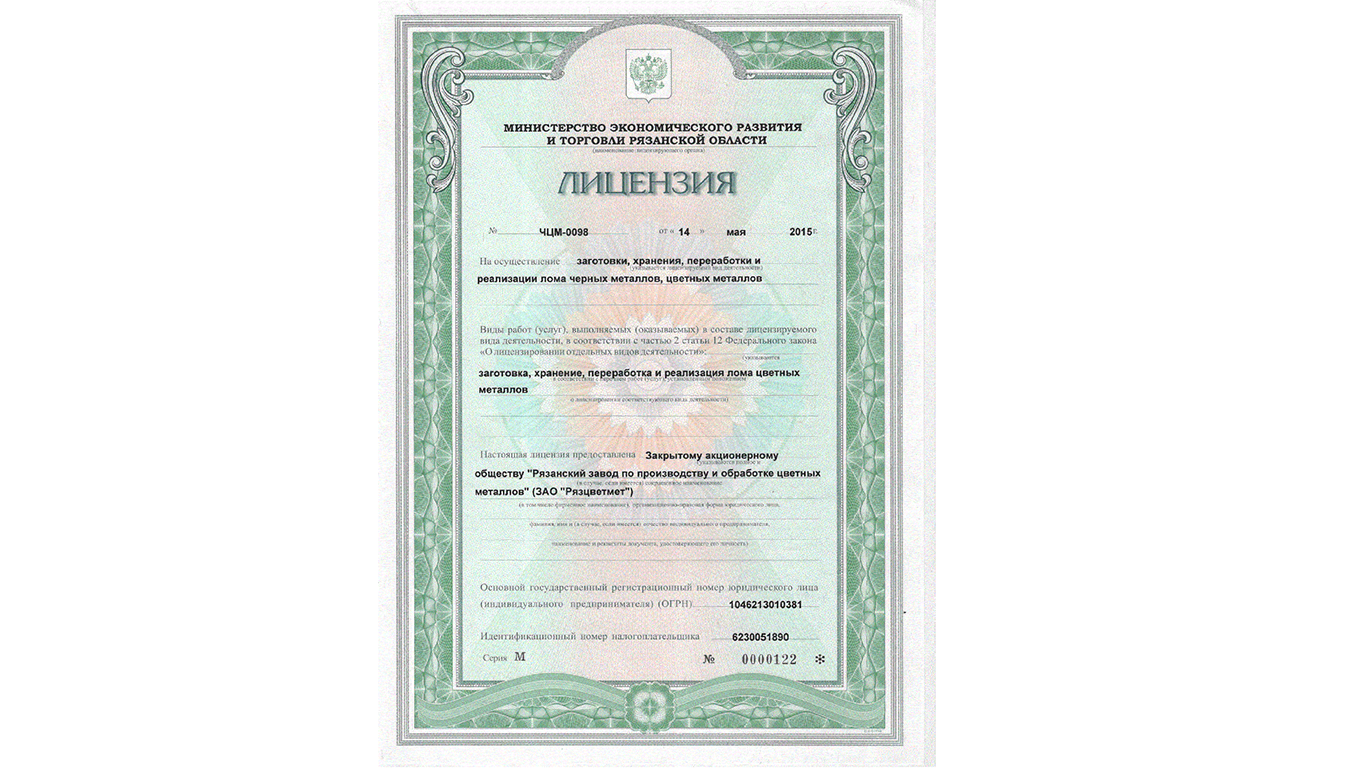 МИНИСТЕРСТВО ЭКОНОМИЧЕСКОГО РАЗВИТИЯ
И ТОРГОВЛИ РЯЗАНСКОЙ ОБЛАСТИ
(наименование лицензирующего органа)
ЛИЦЕНЗИЯ
№ ЧЦМ-0098 от « 14 » мая 2015 г.
На осуществление заготовки, хранения, переработки и
(указывается лицензируемый вид деятельности)
реализации лома черных металлов, цветных металлов
Виды работ (услуг), выполняемых (оказываемых) в составе лицензируемого
вида деятельности, в соответствии с частью 2 статьи 12 Федерального закона
«О лицензировании отдельных видов деятельности»:
(указываются
заготовка, хранение, переработка и реализация лома цветных
в соответствии с перечнем работ (услуг), установленным положением
металлов
о лицензировании соответствующего вида деятельности)
Настоящая лицензия предоставлена Закрытому акционерному
(указываются полное и
обществу "Рязанский завод по производству и обработке цветных
(в случае, если имеется) сокращенное наименование
металлов" (ЗАО "Рязцветмет")
(в том числе фирменное наименование), организационно-правовая форма юридического лица,
(фамилия, имя и (в случае, если имеется) отчество индивидуального предпринимателя,
наименование и реквизиты документа, удостоверяющего его личность)
Основной государственный регистрационный номер юридического лица
(индивидуального предпринимателя) (ОГРН) 1046213010381
Идентификационный номер налогоплательщика 6230051890
Серия М № 0000122 ✻